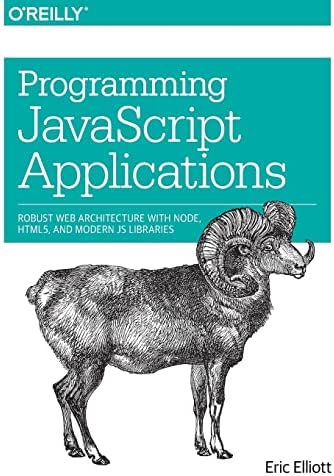 O'REILLY®
Programming
JavaScript
Applications
ROBUST WEB ARCHITECTURE WITH NODE,
HTML5, AND MODERN JS LIBRARIES
Eric Elliott